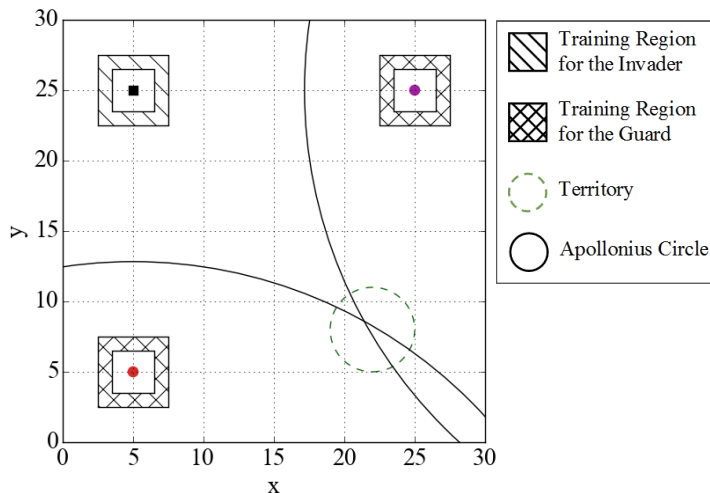 30
25
20
15
10
5
0
y
0
5
10
15
20
25
30
x
Training Region
for the Invader
Training Region
for the Guard
Territory
Apollonius Circle